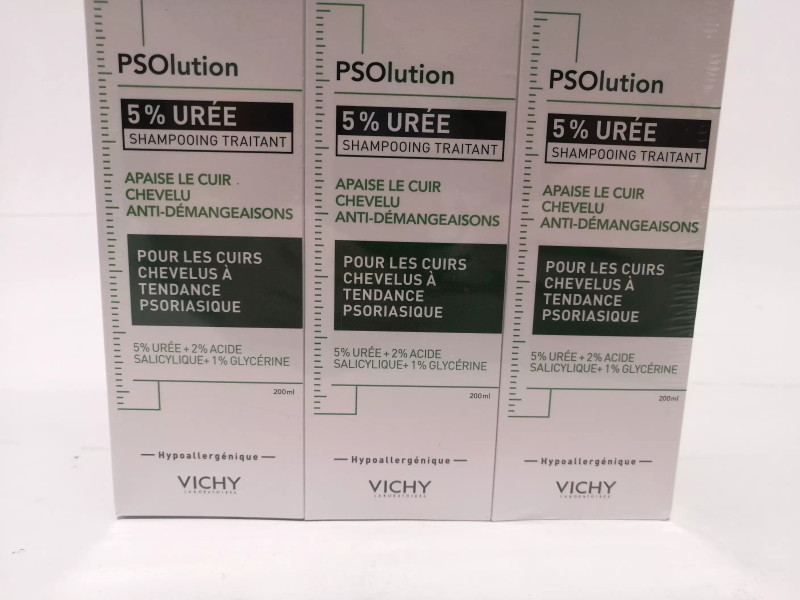 PSOlution
5% URÉE
SHAMPOOING TRAITANT
APAISE LE CUIR
CHEVELU
ANTI-DÉMANGEAISONS
POUR LES CUIRS
CHEVELUS À
TENDANCE
PSORIASIQUE
5% URÉE + 2% ACIDE
SALICYLIQUE+ 1% GLYCÉRINE
200ml
Hypoallergénique
VICHY
LABORATOIRES
PSOlution
5% URÉE
SHAMPOOING TRAITANT
APAISE LE CUIR
CHEVELU
ANTI-DÉMANGEAISONS
POUR LES CUIRS
CHEVELUS À
TENDANCE
PSORIASIQUE
5% URÉE + 2% ACIDE
SALICYLIQUE+ 1% GLYCÉRINE
200ml
Hypoallergénique
VICHY
LABORATOIRES
PSOlution
5% URÉE
SHAMPOOING TRAITANT
APAISE LE CUIR
CHEVELU
ANTI-DÉMANGEAISONS
POUR LES CUIRS
CHEVELUS À
TENDANCE
PSORIASIQUE
5% URÉE + 2% ACIDE
SALICYLIQUE+ 1% GLYCÉRINE
200ml
Hypoallergénique
VICHY
LABORATOIRES